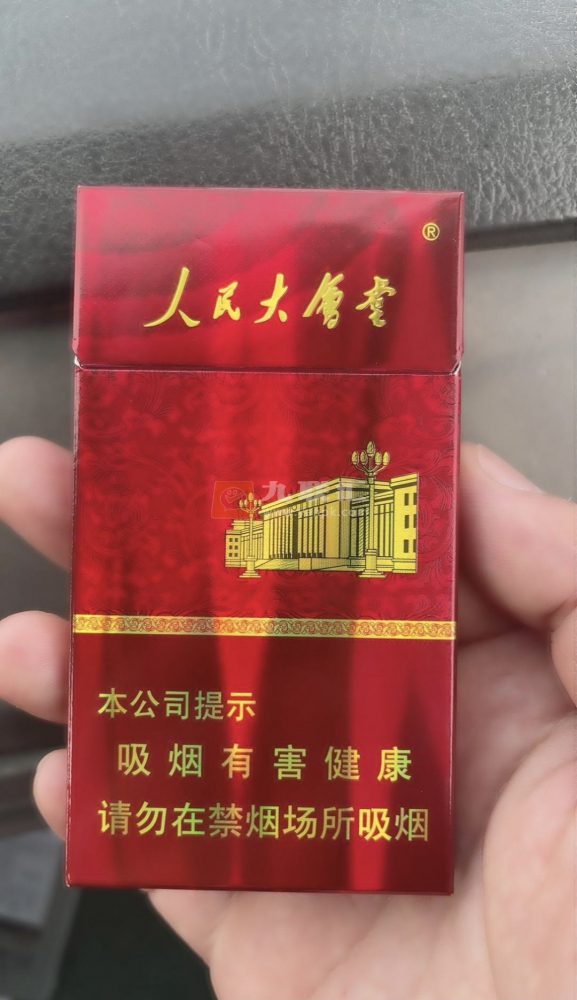 ®
人民大會堂
本公司提示
吸烟有害健康
请勿在禁烟场所吸烟